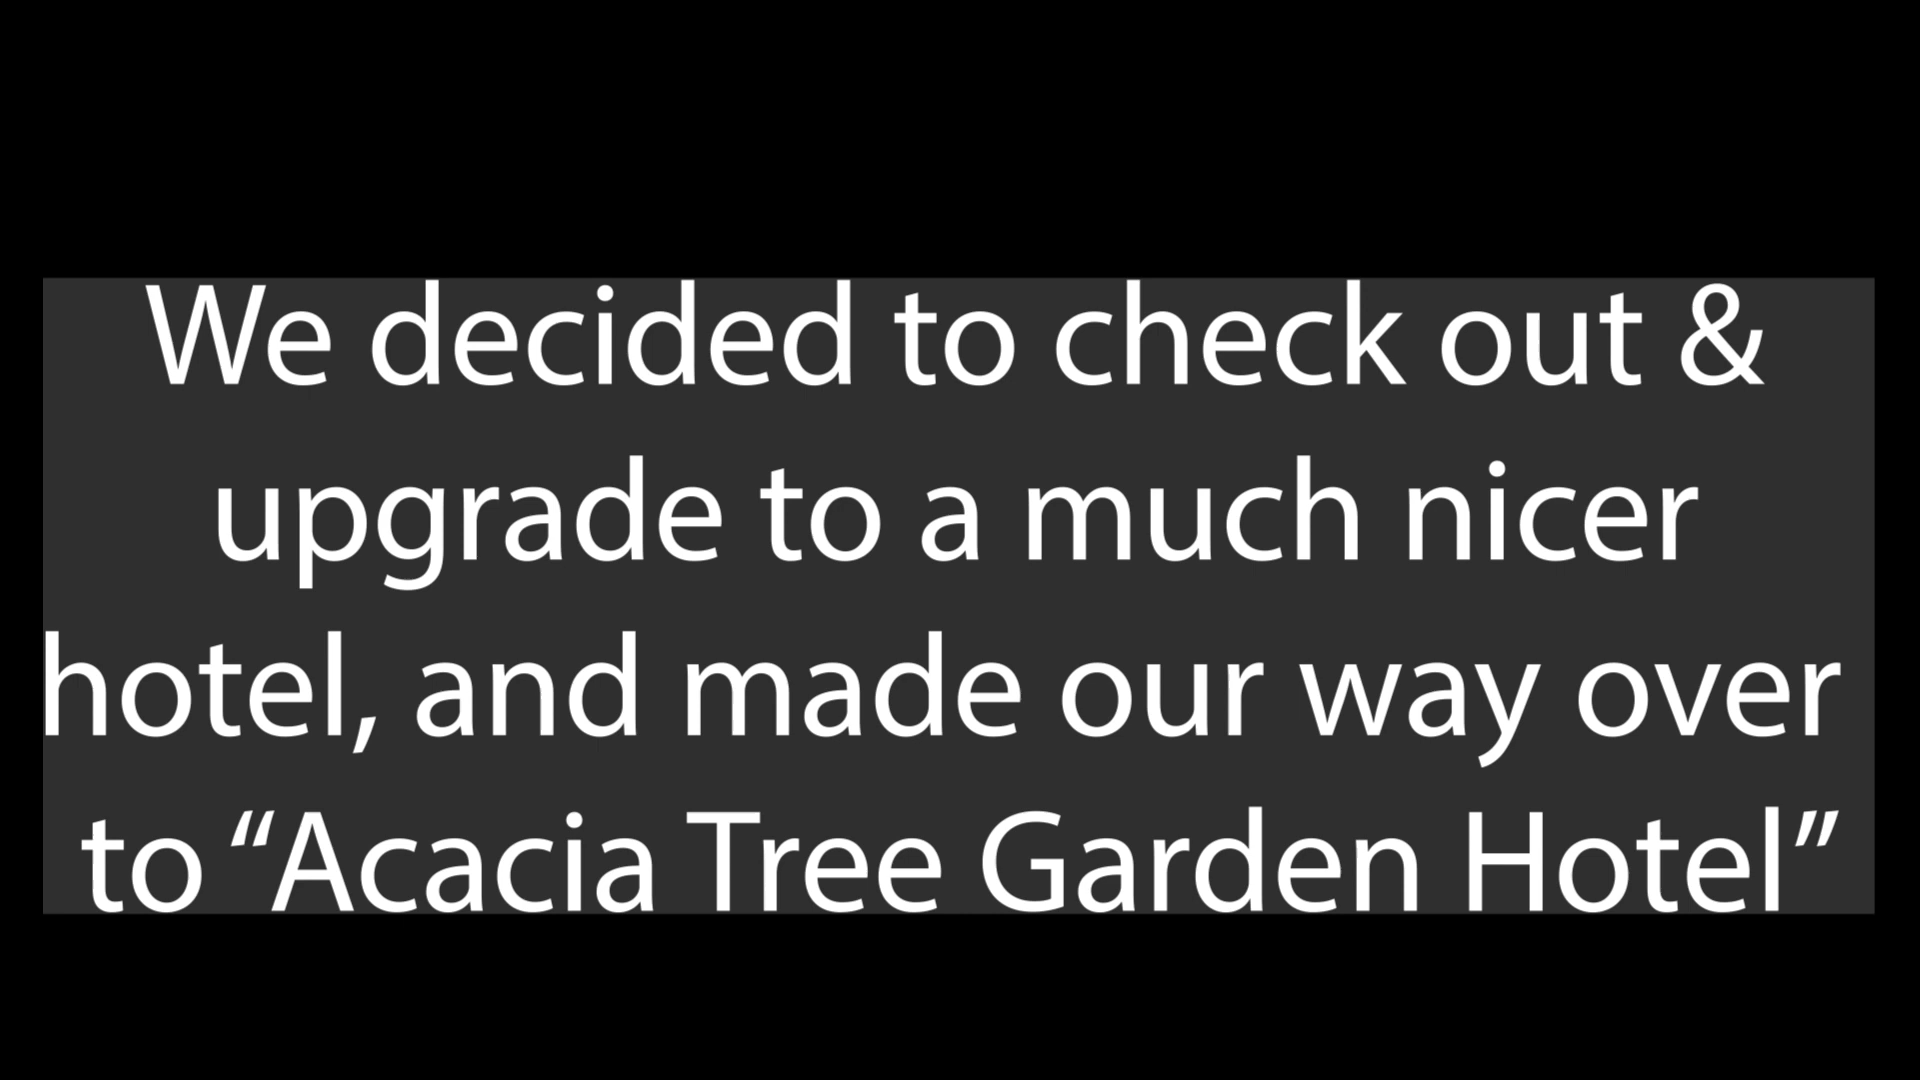 We decided to check out &
upgrade to a much nicer
hotel, and made our way over
to “Acacia Tree Garden Hotel”